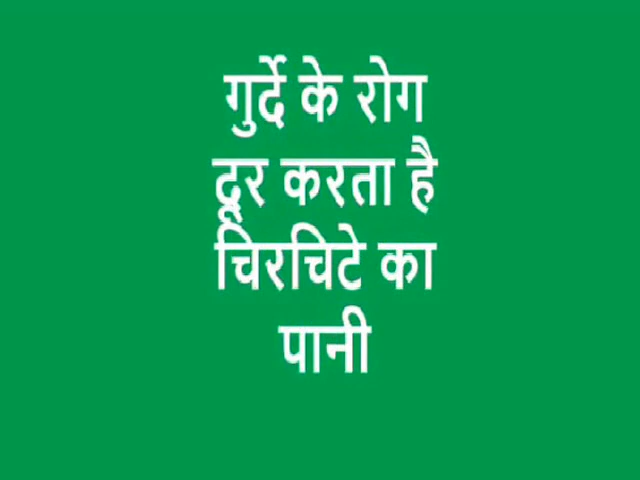 गुर्दे के रोग
दूर करता है
चिरचिटे का
पानी